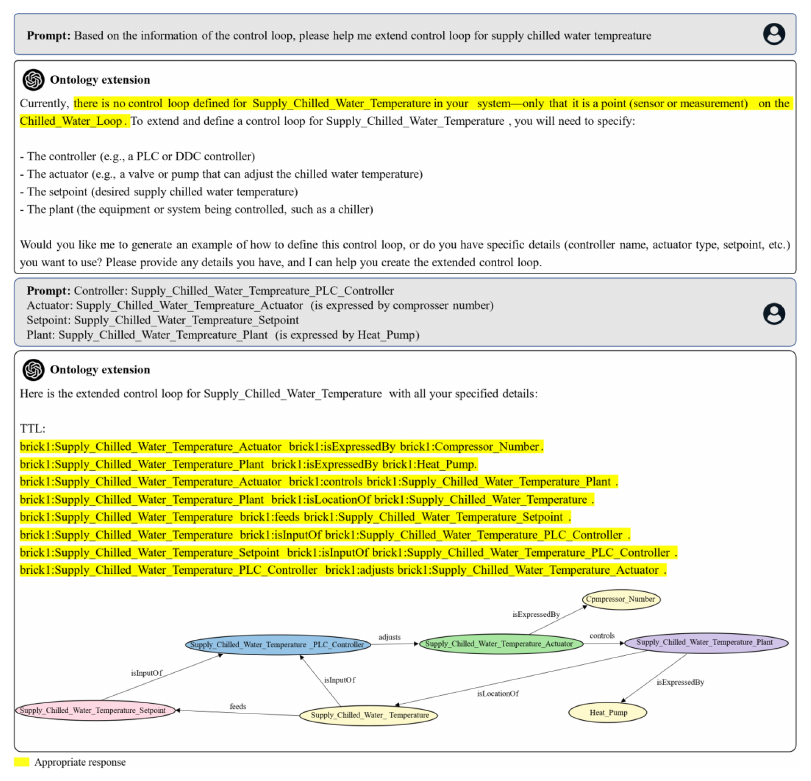 Prompt: Based on the information of the control loop, please help me extend control loop for supply chilled water tempreature
Ontology extension
Currently, there is no control loop defined for Supply_Chilled_Water_Temperature in your system—only that it is a point (sensor or measurement) on the
Chilled_Water_Loop. To extend and define a control loop for Supply_Chilled_Water_Temperature , you will need to specify:
- The controller (e.g., a PLC or DDC controller)
- The actuator (e.g., a valve or pump that can adjust the chilled water temperature)
- The setpoint (desired supply chilled water temperature)
- The plant (the equipment or system being controlled, such as a chiller)
Would you like me to generate an example of how to define this control loop, or do you have specific details (controller name, actuator type, setpoint, etc.)
you want to use? Please provide any details you have, and I can help you create the extended control loop.
Prompt: Controller: Supply_Chilled_Water_Tempreature_PLC_Controller
Actuator: Supply_Chilled_Water_Tempreature_Actuator (is expressed by comprosser number)
Setpoint: Supply_Chilled_Water_Tempreature_Setpoint
Plant: Supply_Chilled_Water_Tempreature_Plant (is expressed by Heat_Pump)
Ontology extension
Here is the extended control loop for Supply_Chilled_Water_Temperature with all your specified details:
TTL:
brick1:Supply_Chilled_Water_Temperature_Actuator brick1:isExpressedBy brick1:Compressor_Number .
brick1:Supply_Chilled_Water_Temperature_Plant brick1:isExpressedBy brick1:Heat_Pump.
brick1:Supply_Chilled_Water_Temperature_Actuator brick1:controls brick1:Supply_Chilled_Water_Temperature_Plant .
brick1:Supply_Chilled_Water_Temperature_Plant brick1:isLocationOf brick1:Supply_Chilled_Water_Temperature .
brick1:Supply_Chilled_Water_Temperature brick1:feeds brick1:Supply_Chilled_Water_Temperature_Setpoint .
brick1:Supply_Chilled_Water_Temperature brick1:isInputOf brick1:Supply_Chilled_Water_Temperature_PLC_Controller .
brick1:Supply_Chilled_Water_Temperature_Setpoint brick1:isInputOf brick1:Supply_Chilled_Water_Temperature_PLC_Controller .
brick1:Supply_Chilled_Water_Temperature_PLC_Controller brick1:adjusts brick1:Supply_Chilled_Water_Temperature_Actuator .
Cpmpressor_Number
isExpressedBy
Supply_Chilled_Water_Temperature _PLC_Controller
adjusts
Supply_Chilled_Water_Temperature_Actuator
controls
Supply_Chilled_Water_Temperature_Plant
isInputOf
isInputOf
isLocationOf
isExpressedBy
Supply_Chilled_Water_Temperature_Setpoint
feeds
Supply_Chilled_Water_ Temperature
Heat_Pump
Appropriate response